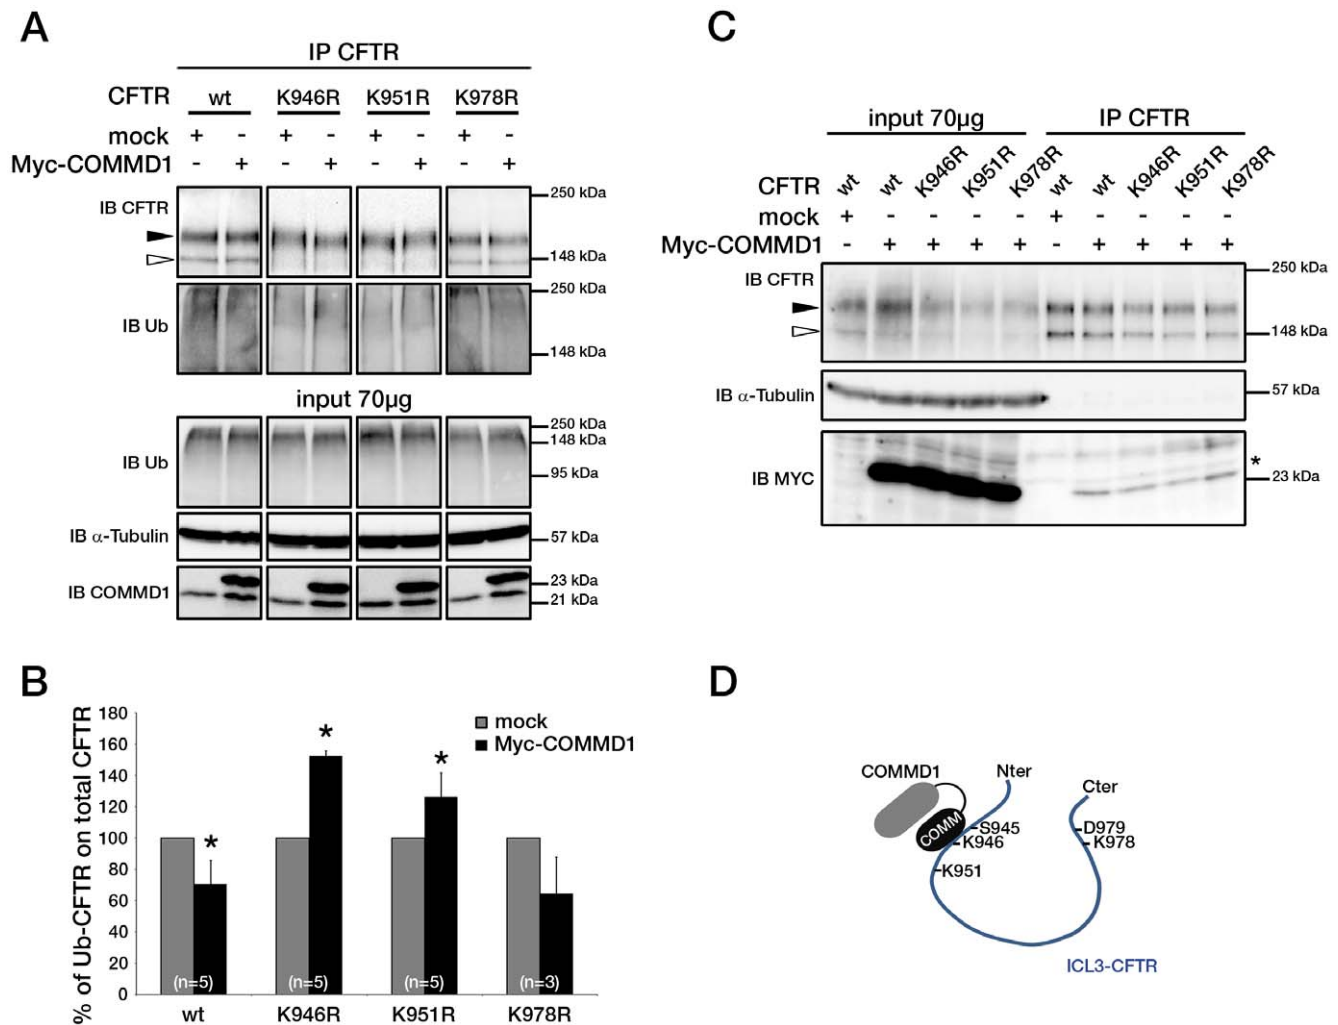 A
IP CFTR
CFTR wt K946R K951R K978R
mock + - + - + - + -
Myc-COMMD1 - + - + - + - +
IB CFTR
250 kDa
148 kDa
IB Ub
250 kDa
148 kDa
input 70µg
IB Ub
250 kDa
148 kDa
95 kDa
IB α-Tubulin
57 kDa
IB COMMD1
23 kDa
21 kDa
B
% of Ub-CFTR on total CFTR
180
160
140
120
100
80
60
40
20
0
mock
Myc-COMMD1
*
*
*
(n=5) (n=5) (n=5) (n=3)
wt K946R K951R K978R
C
input 70µg IP CFTR
CFTR wt wt K946R K951R K978R wt wt K946R K951R K978R
mock + - - - - + - - - -
Myc-COMMD1 - + + + + - + + + +
IB CFTR
250 kDa
148 kDa
IB α-Tubulin
57 kDa
IB MYC
*
23 kDa
D
COMMD1
Nter
Cter
COMM
S945
K946
K951
D979
K978
ICL3-CFTR